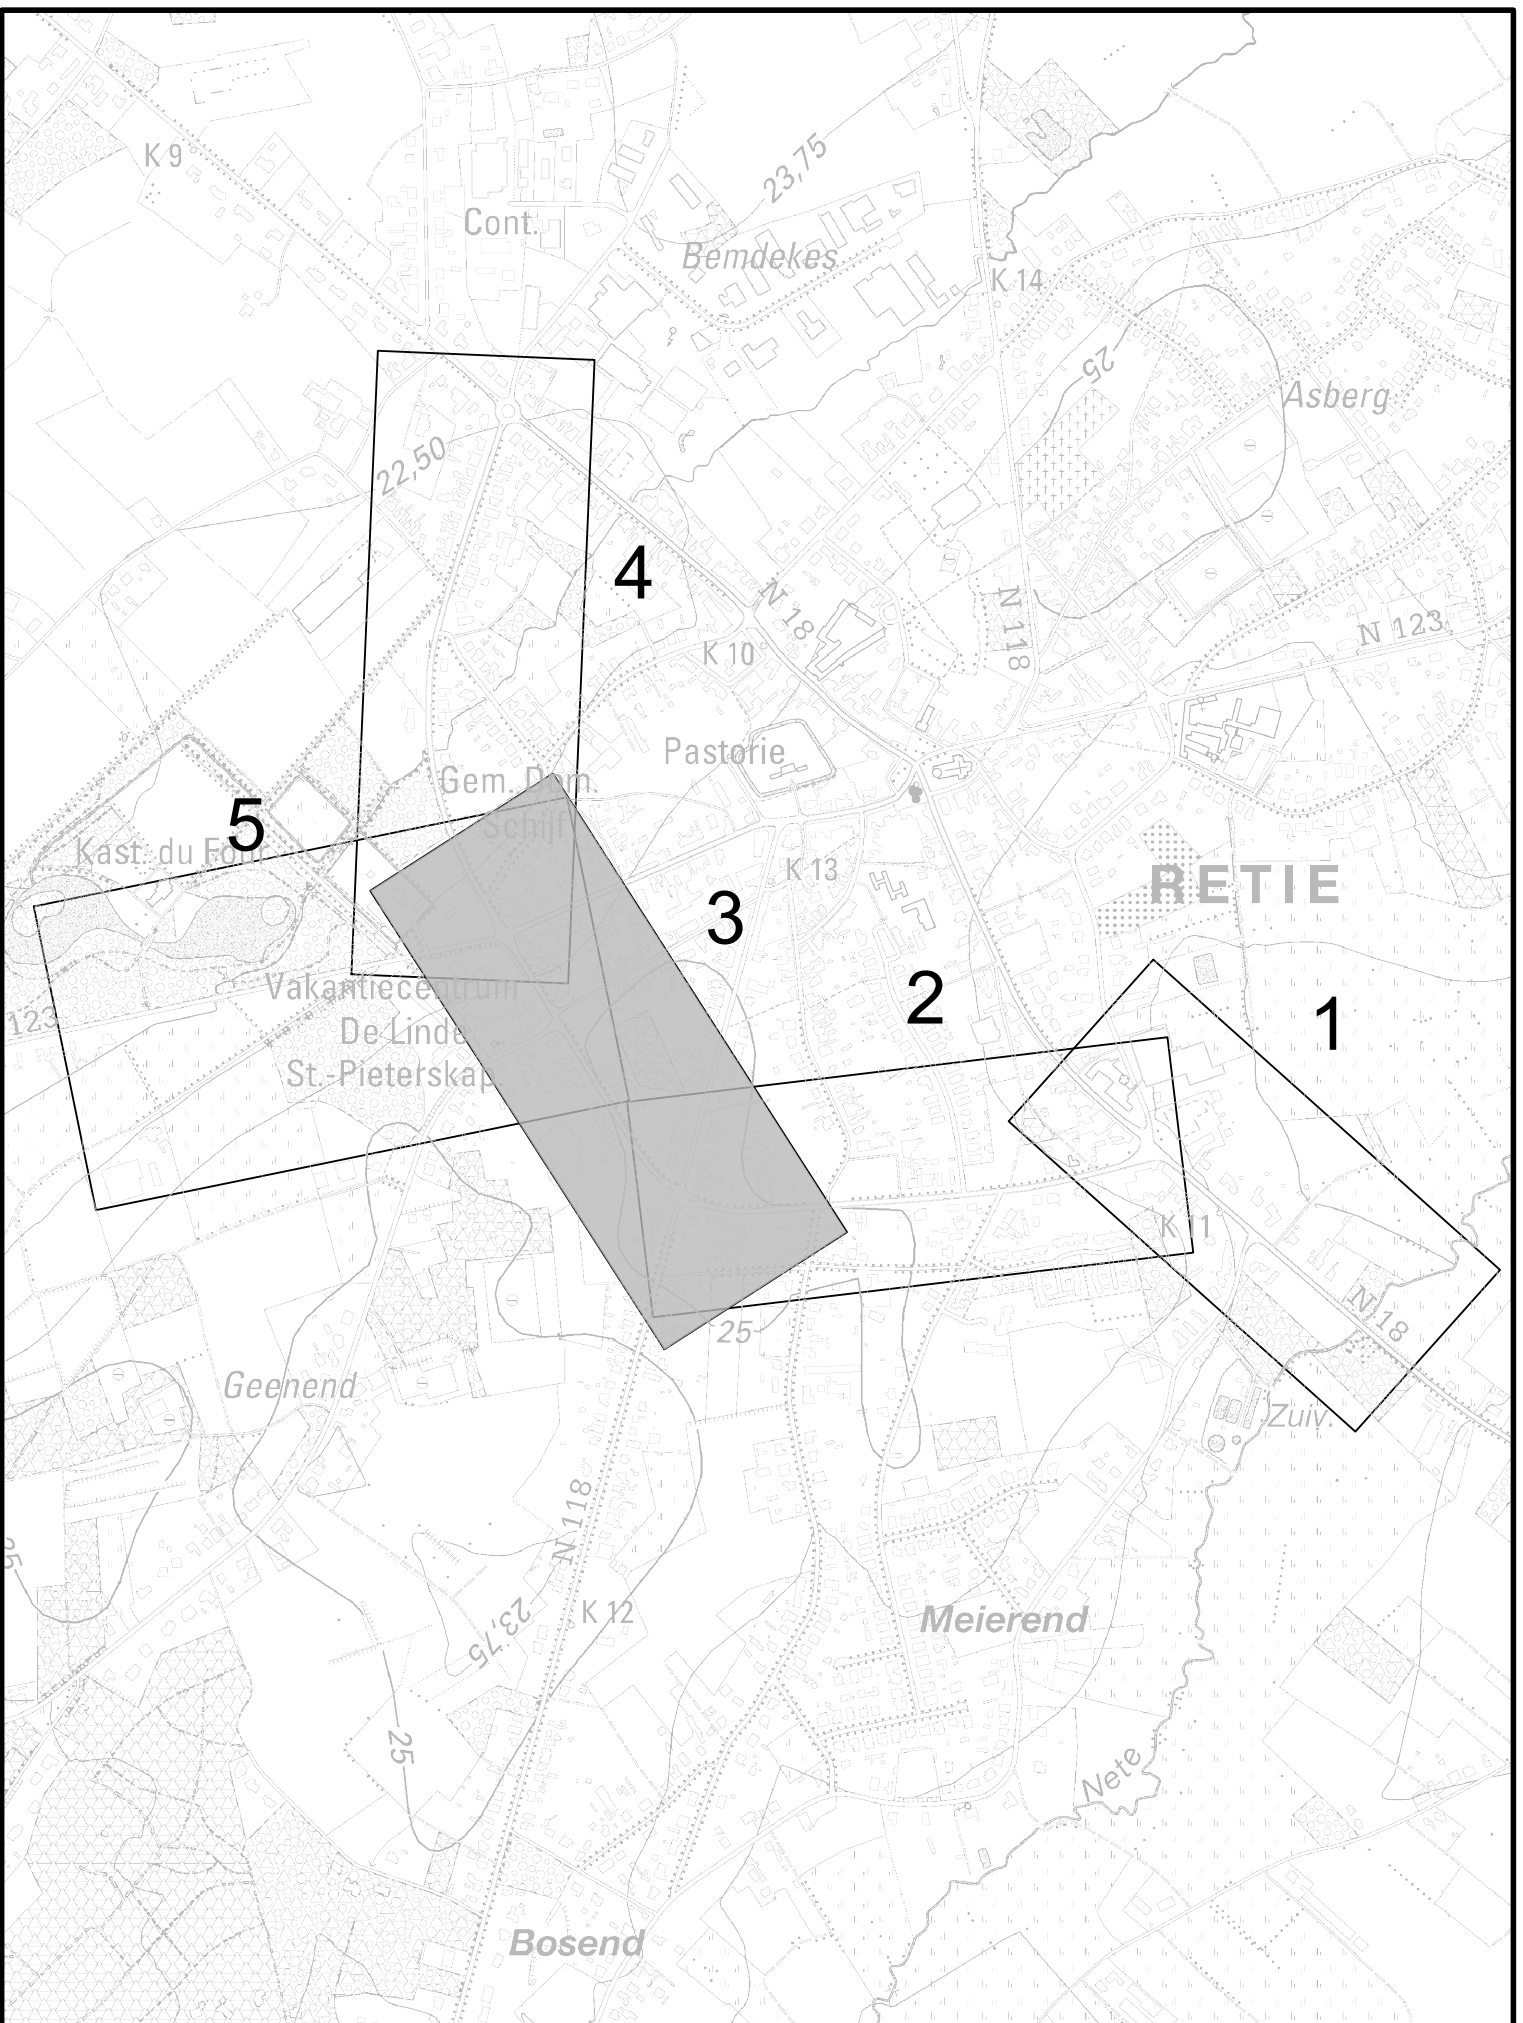 K 9
Cont.
23,75
Bemdekes
K 14
25
Asberg
22,50
4
N 18
N 118
N 123
K 10
Pastorie
Gem. Dom.
Schijf
5
Kast. du Four
K 13
RETIE
3
2
1
Vakantiecentrum
123
De Linde
St.-Pieterskap.
K 11
N 18
25
Geenend
Zuiv.
N 118
25
23,75
K 12
Meierend
25
Nete
Bosend